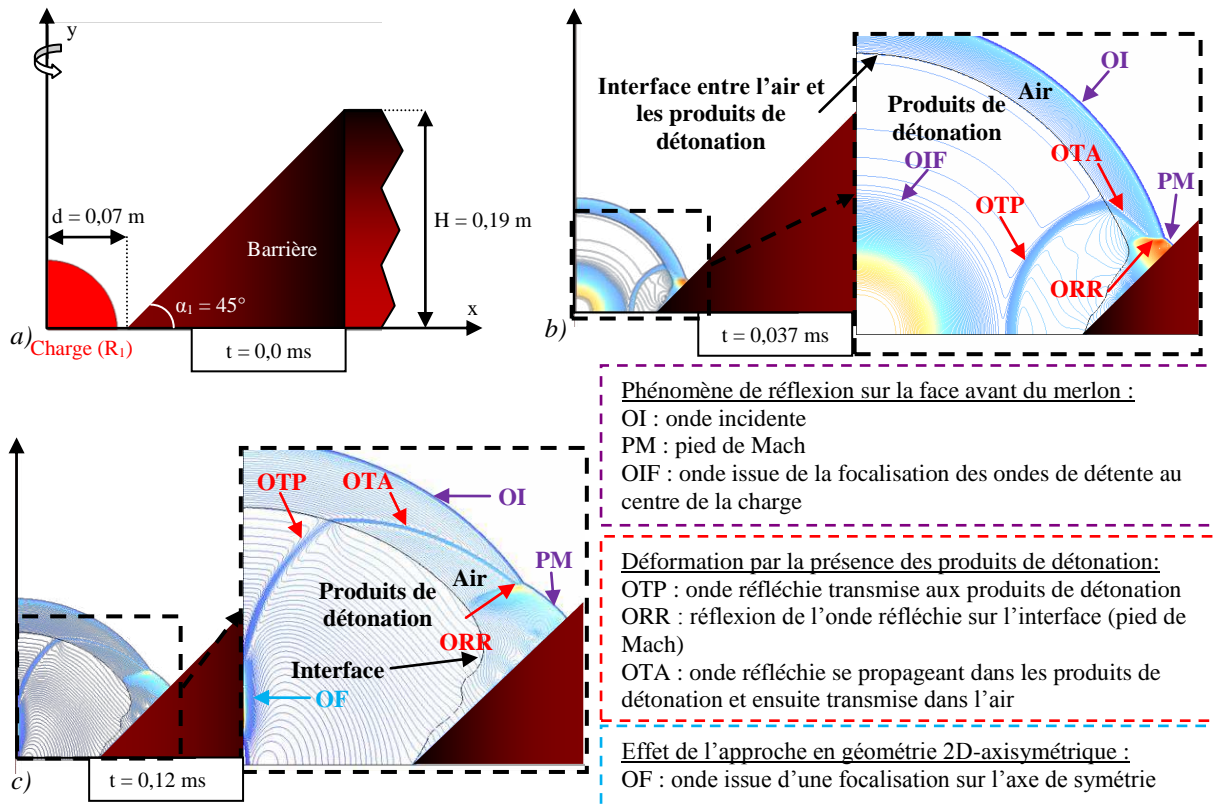 y
d = 0,07 m
Barrière
H = 0,19 m
α₁ = 45°
x
a)
Charge (R₁)
t = 0,0 ms
Interface entre l’air et
les produits de
détonation
b)
t = 0,037 ms
OI
Air
Produits de
détonation
OTA
OIF
PM
OTP
ORR
c)
t = 0,12 ms
OTP
OTA
OI
PM
Air
Produits de
détonation
ORR
Interface
OF
Phénomène de réflexion sur la face avant du merlon :
OI : onde incidente
PM : pied de Mach
OIF : onde issue de la focalisation des ondes de détente au
centre de la charge
Déformation par la présence des produits de détonation:
OTP : onde réfléchie transmise aux produits de détonation
ORR : réflexion de l’onde réfléchie sur l’interface (pied de
Mach)
OTA : onde réfléchie se propageant dans les produits de
détonation et ensuite transmise dans l’air
Effet de l’approche en géométrie 2D-axisymétrique :
OF : onde issue d’une focalisation sur l’axe de symétrie